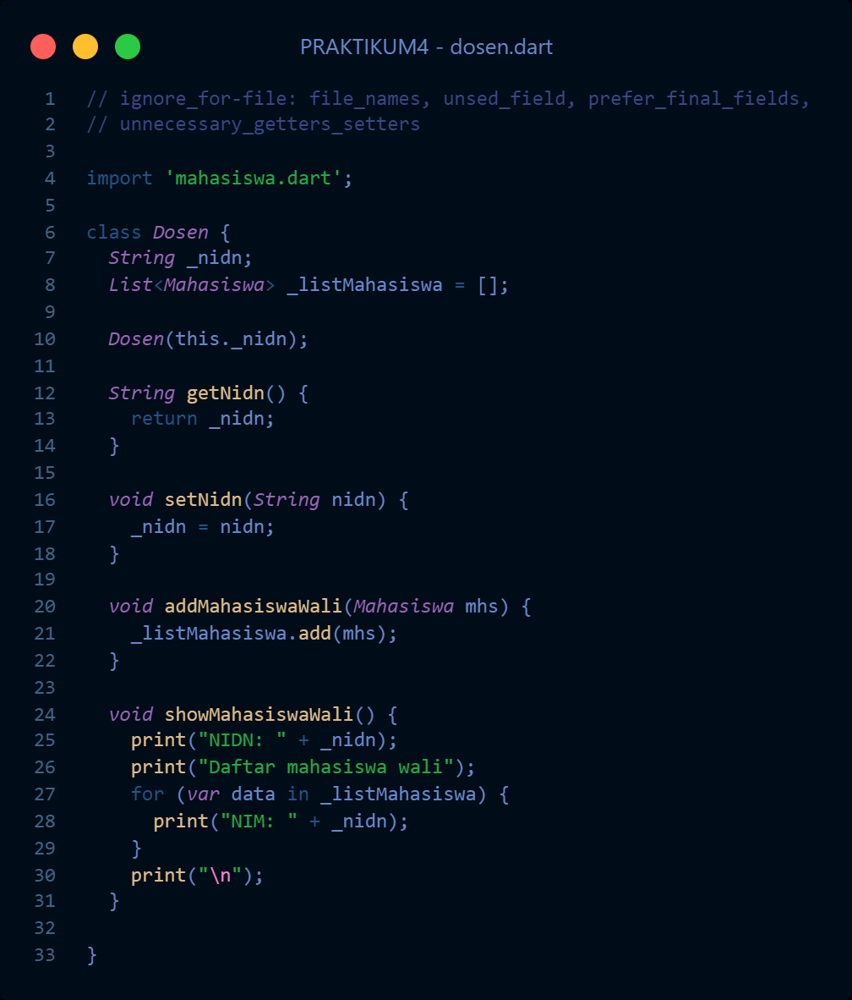 PRAKTIKUM4 - dosen.dart
1 // ignore_for-file: file_names, unsed_field, prefer_final_fields,
2 // unnecessary_getters_setters
3
4 import 'mahasiswa.dart';
5
6 class Dosen {
7   String _nidn;
8   List<Mahasiswa> _listMahasiswa = [];
9
10   Dosen(this._nidn);
11
12   String getNidn() {
13     return _nidn;
14   }
15
16   void setNidn(String nidn) {
17     _nidn = nidn;
18   }
19
20   void addMahasiswaWali(Mahasiswa mhs) {
21     _listMahasiswa.add(mhs);
22   }
23
24   void showMahasiswaWali() {
25     print("NIDN: " + _nidn);
26     print("Daftar mahasiswa wali");
27     for (var data in _listMahasiswa) {
28       print("NIM: " + _nidn);
29     }
30     print("\n");
31   }
32
33 }